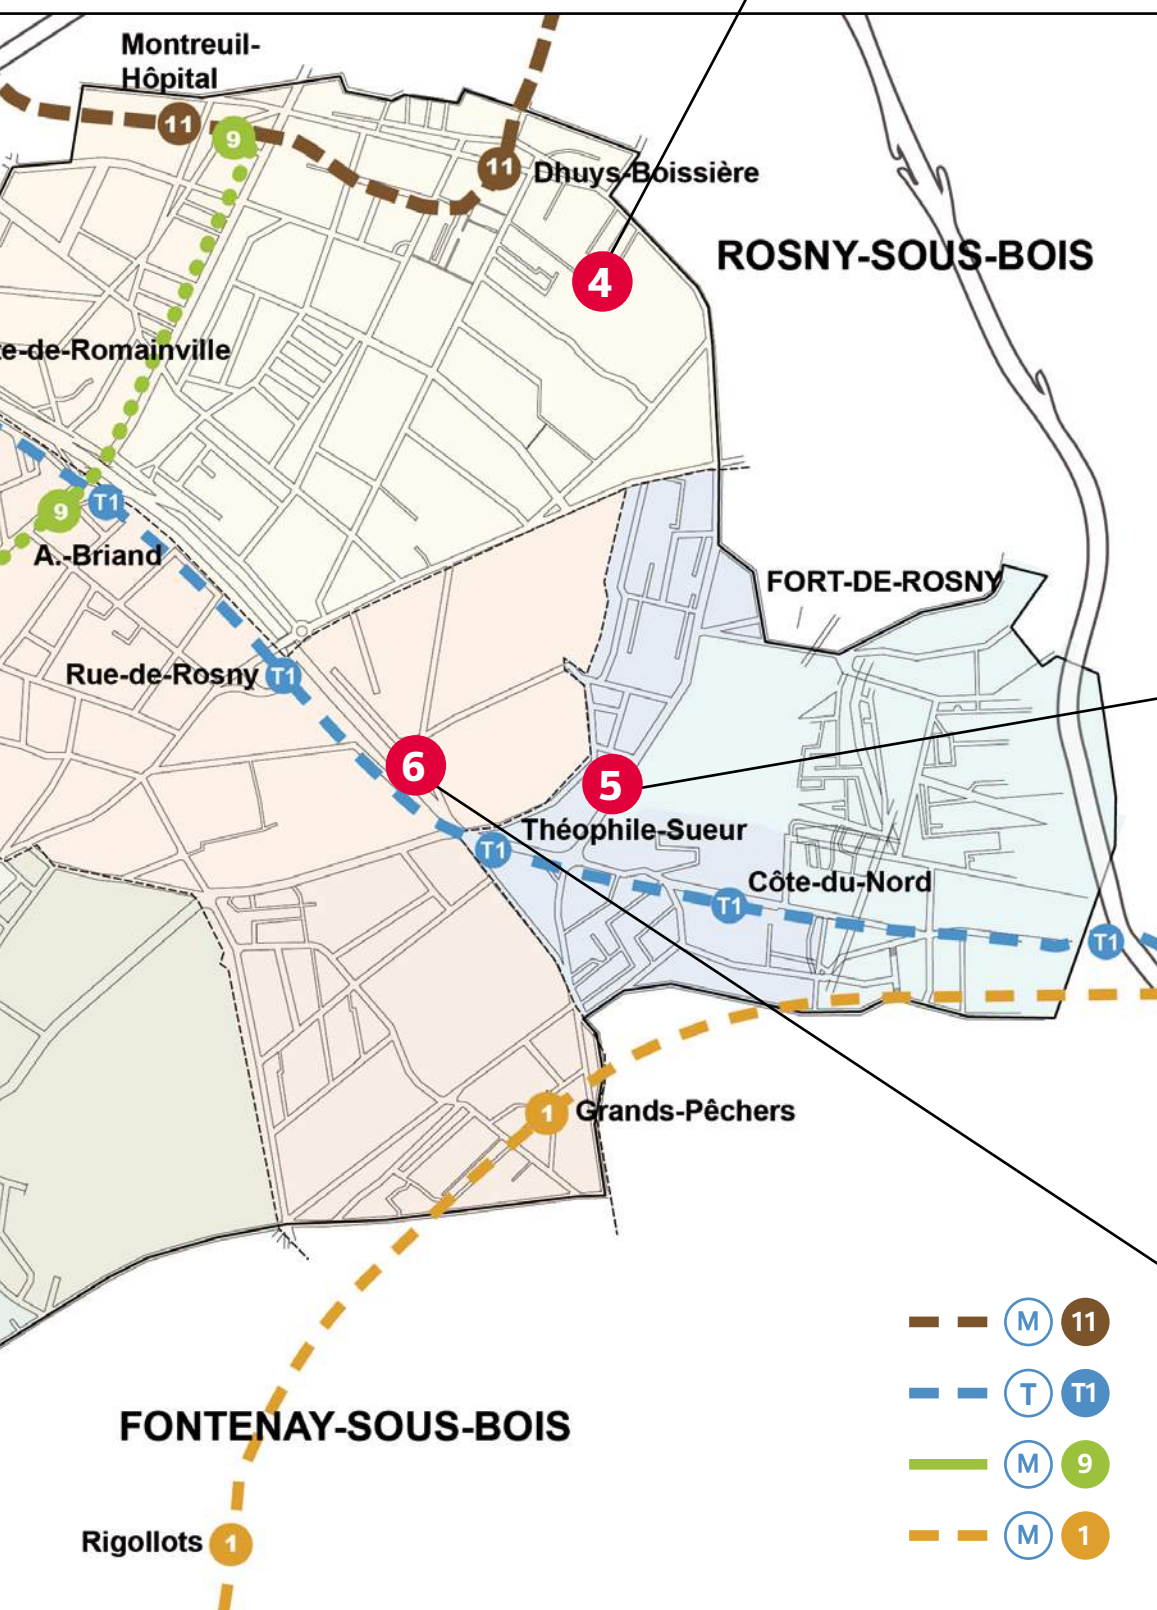 Montreuil-
Hôpital
11
9
11
Dhuys-Boissière
ROSNY-SOUS-BOIS
4
te-de-Romainville
T1
9
A.-Briand
FORT-DE-ROSNY
Rue-de-Rosny
T1
6
5
Théophile-Sueur
T1
Côte-du-Nord
T1
T1
1
Grands-Pêchers
M 11
T T1
FONTENAY-SOUS-BOIS
M 9
Rigollots
1
M 1